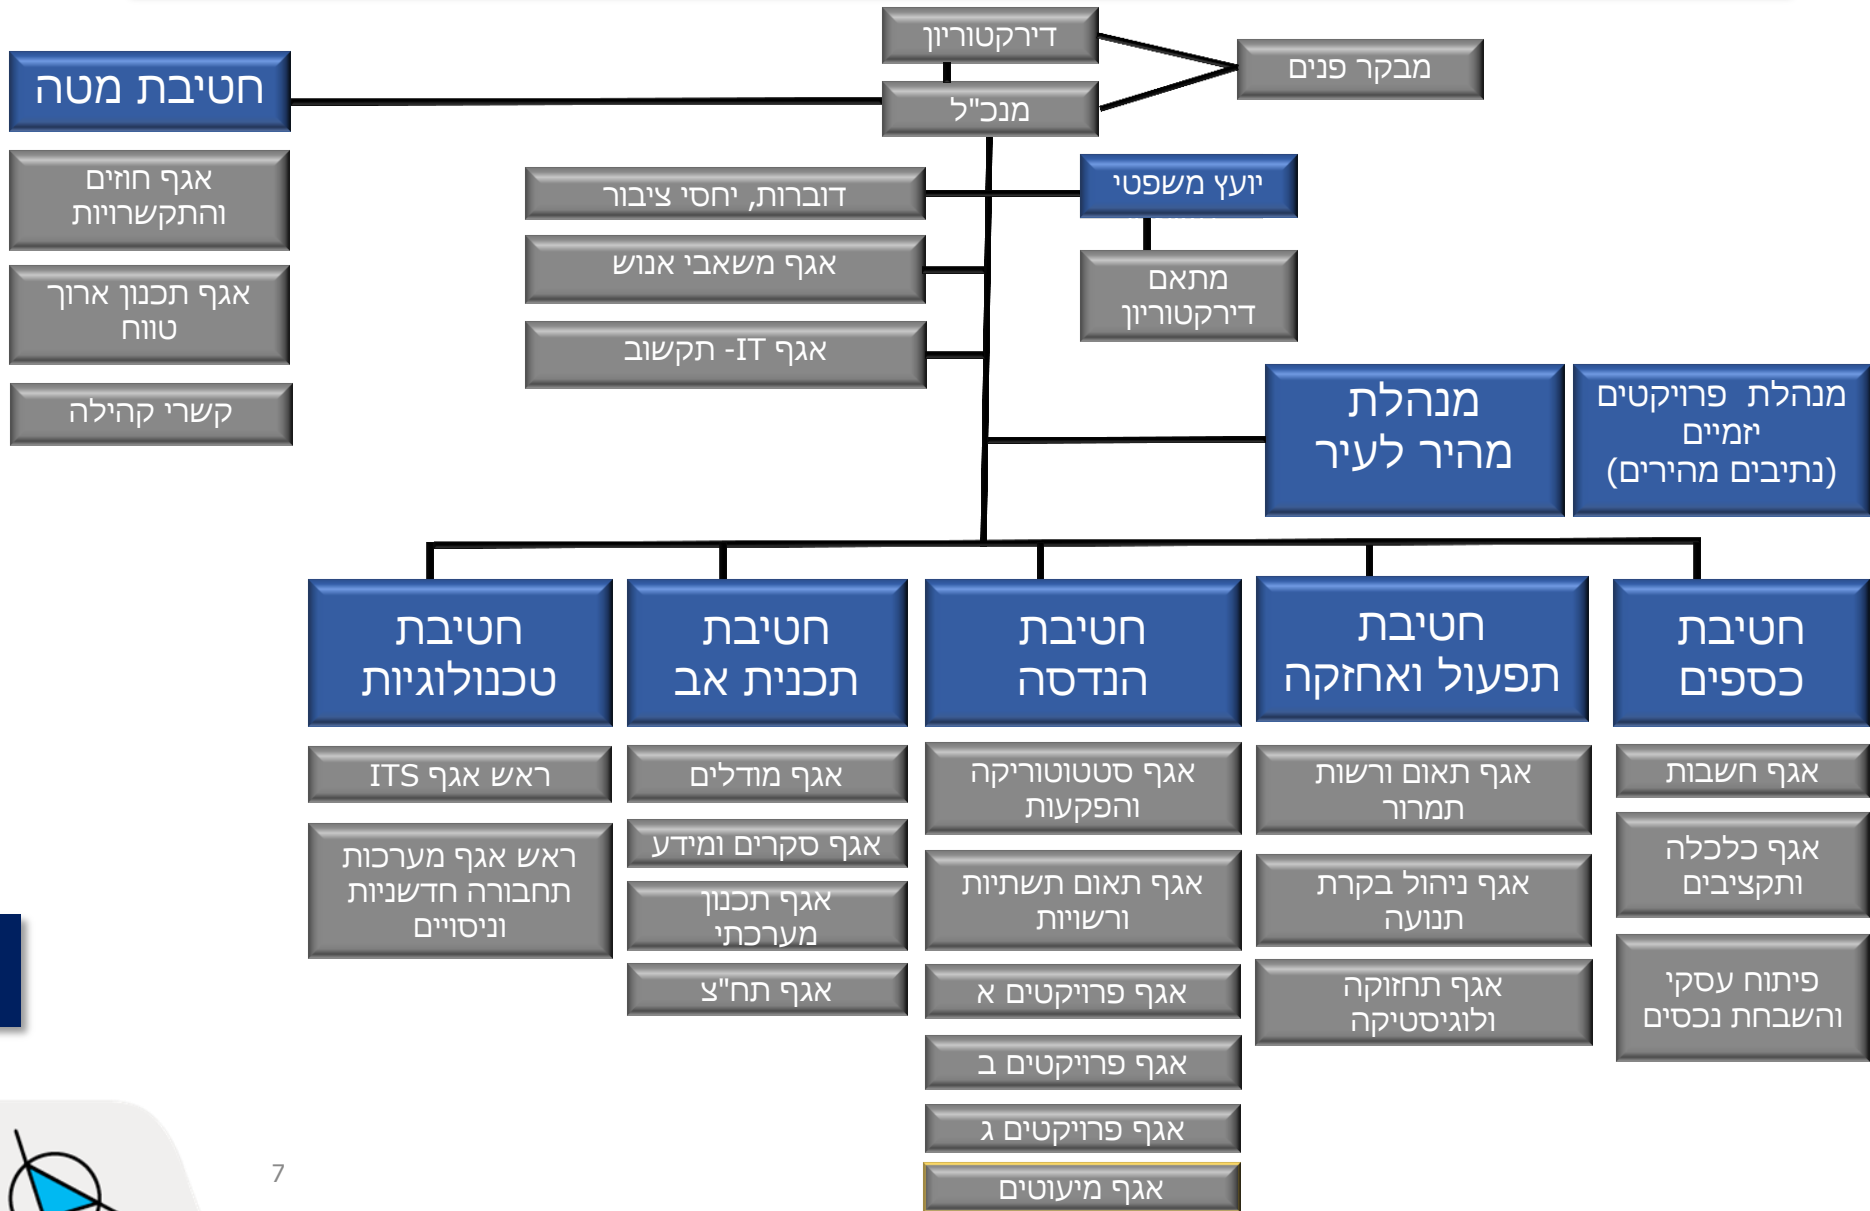 דירקטוריון
מבקר פנים
מנכ"ל
חטיבת מטה
אגף חוזים
והתקשרויות
אגף תכנון ארוך
טווח
קשרי קהילה
דוברות, יחסי ציבור
אגף משאבי אנוש
אגף IT- תקשוב
יועץ משפטי
מתאם
דירקטוריון
מנהלת פרויקטים
יזמיים
(נתיבים מהירים)
מנהלת
מהיר לעיר
חטיבת
כספים
אגף חשבות
אגף כלכלה
ותקציבים
פיתוח עסקי
והשבחת נכסים
חטיבת
תפעול ואחזקה
אגף תאום ורשות
תמרור
אגף ניהול בקרת
תנועה
אגף תחזוקה
ולוגיסטיקה
חטיבת
הנדסה
אגף סטטוטוריקה
והפקעות
אגף תאום תשתיות
ורשויות
אגף פרויקטים א
אגף פרויקטים ב
אגף פרויקטים ג
אגף מיעוטים
חטיבת
תכנית אב
אגף מודלים
אגף סקרים ומידע
אגף תכנון
מערכתי
אגף תח"צ
חטיבת
טכנולוגיות
ראש אגף ITS
ראש אגף מערכות
תחבורה חדשניות
וניסויים
7